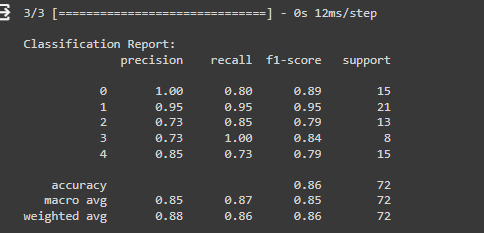 3/3 [==============================] - 0s 12ms/step
Classification Report:
precision recall f1-score support
0 1.00 0.80 0.89 15
1 0.95 0.95 0.95 21
2 0.73 0.85 0.79 13
3 0.73 1.00 0.84 8
4 0.85 0.73 0.79 15
accuracy 0.86 72
macro avg 0.85 0.87 0.85 72
weighted avg 0.88 0.86 0.86 72